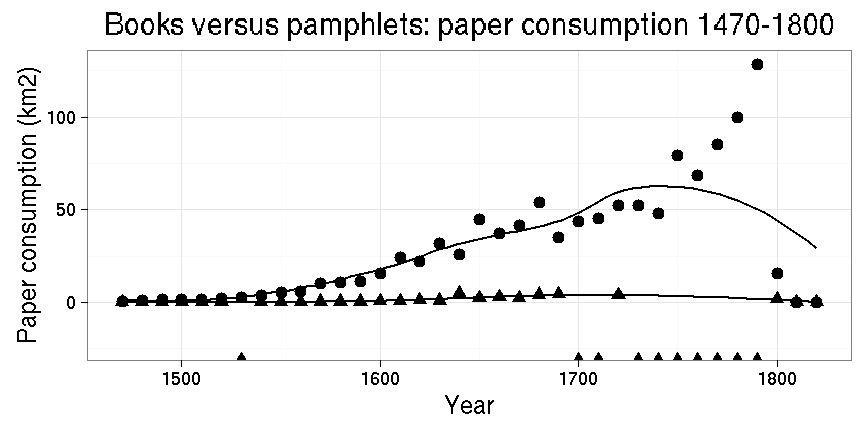 Books versus pamphlets: paper consumption 1470-1800
Paper consumption (km2)
100
50
0
1500 1600 1700 1800
Year